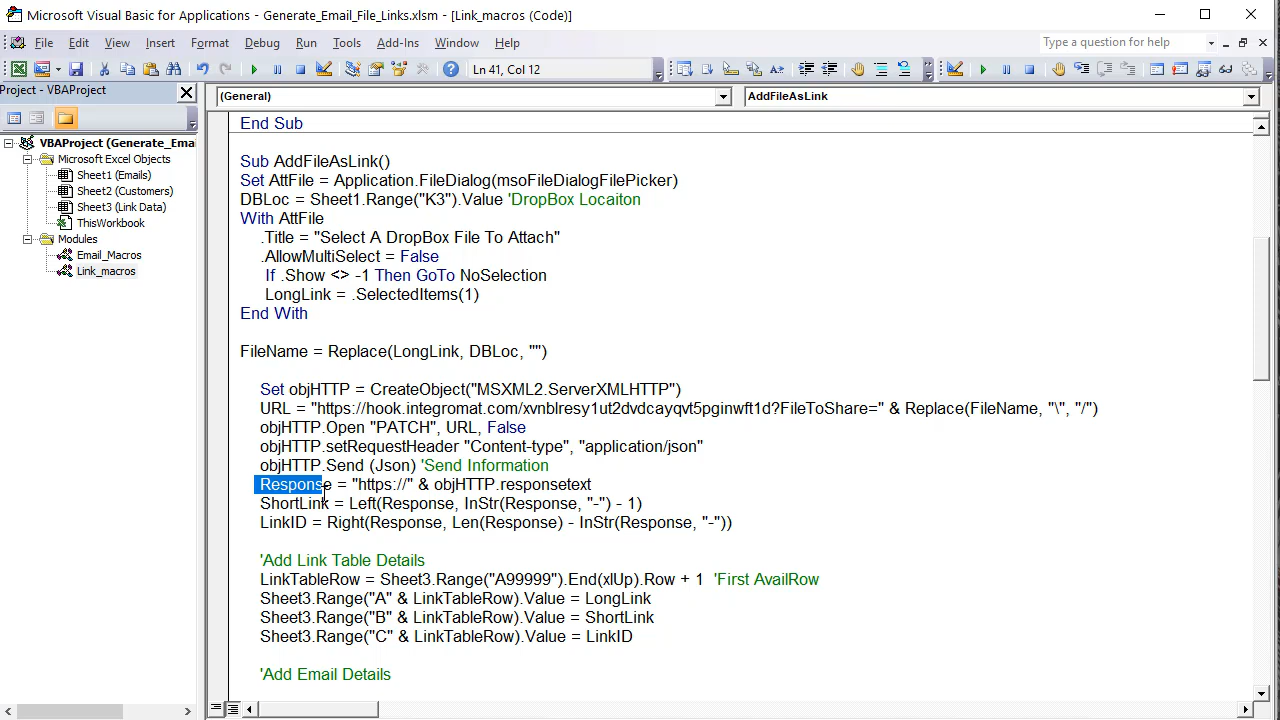 Microsoft Visual Basic for Applications - Generate_Email_File_Links.xlsm - [Link_macros (Code)]
File Edit View Insert Format Debug Run Tools Add-Ins Window Help
Type a question for help
Ln 41, Col 12
Project - VBAProject
(General)
AddFileAsLink
VBAProject (Generate_Emai
Microsoft Excel Objects
Sheet1 (Emails)
Sheet2 (Customers)
Sheet3 (Link Data)
ThisWorkbook
Modules
Email_Macros
Link_macros
End Sub
Sub AddFileAsLink()
Set AttFile = Application.FileDialog(msoFileDialogFilePicker)
DBLoc = Sheet1.Range("K3").Value 'DropBox Locaiton
With AttFile
.Title = "Select A DropBox File To Attach"
.AllowMultiSelect = False
If .Show <> -1 Then GoTo NoSelection
LongLink = .SelectedItems(1)
End With
FileName = Replace(LongLink, DBLoc, "")
Set objHTTP = CreateObject("MSXML2.ServerXMLHTTP")
URL = "https://hook.integromat.com/xvnblresy1ut2dvdcayqvt5pginwft1d?FileToShare=" & Replace(FileName, "\", "/")
objHTTP.Open "PATCH", URL, False
objHTTP.setRequestHeader "Content-type", "application/json"
objHTTP.Send (Json) 'Send Information
Response = "https://" & objHTTP.responsetext
ShortLink = Left(Response, InStr(Response, "-") - 1)
LinkID = Right(Response, Len(Response) - InStr(Response, "-"))
'Add Link Table Details
LinkTableRow = Sheet3.Range("A99999").End(xlUp).Row + 1 'First AvailRow
Sheet3.Range("A" & LinkTableRow).Value = LongLink
Sheet3.Range("B" & LinkTableRow).Value = ShortLink
Sheet3.Range("C" & LinkTableRow).Value = LinkID
'Add Email Details